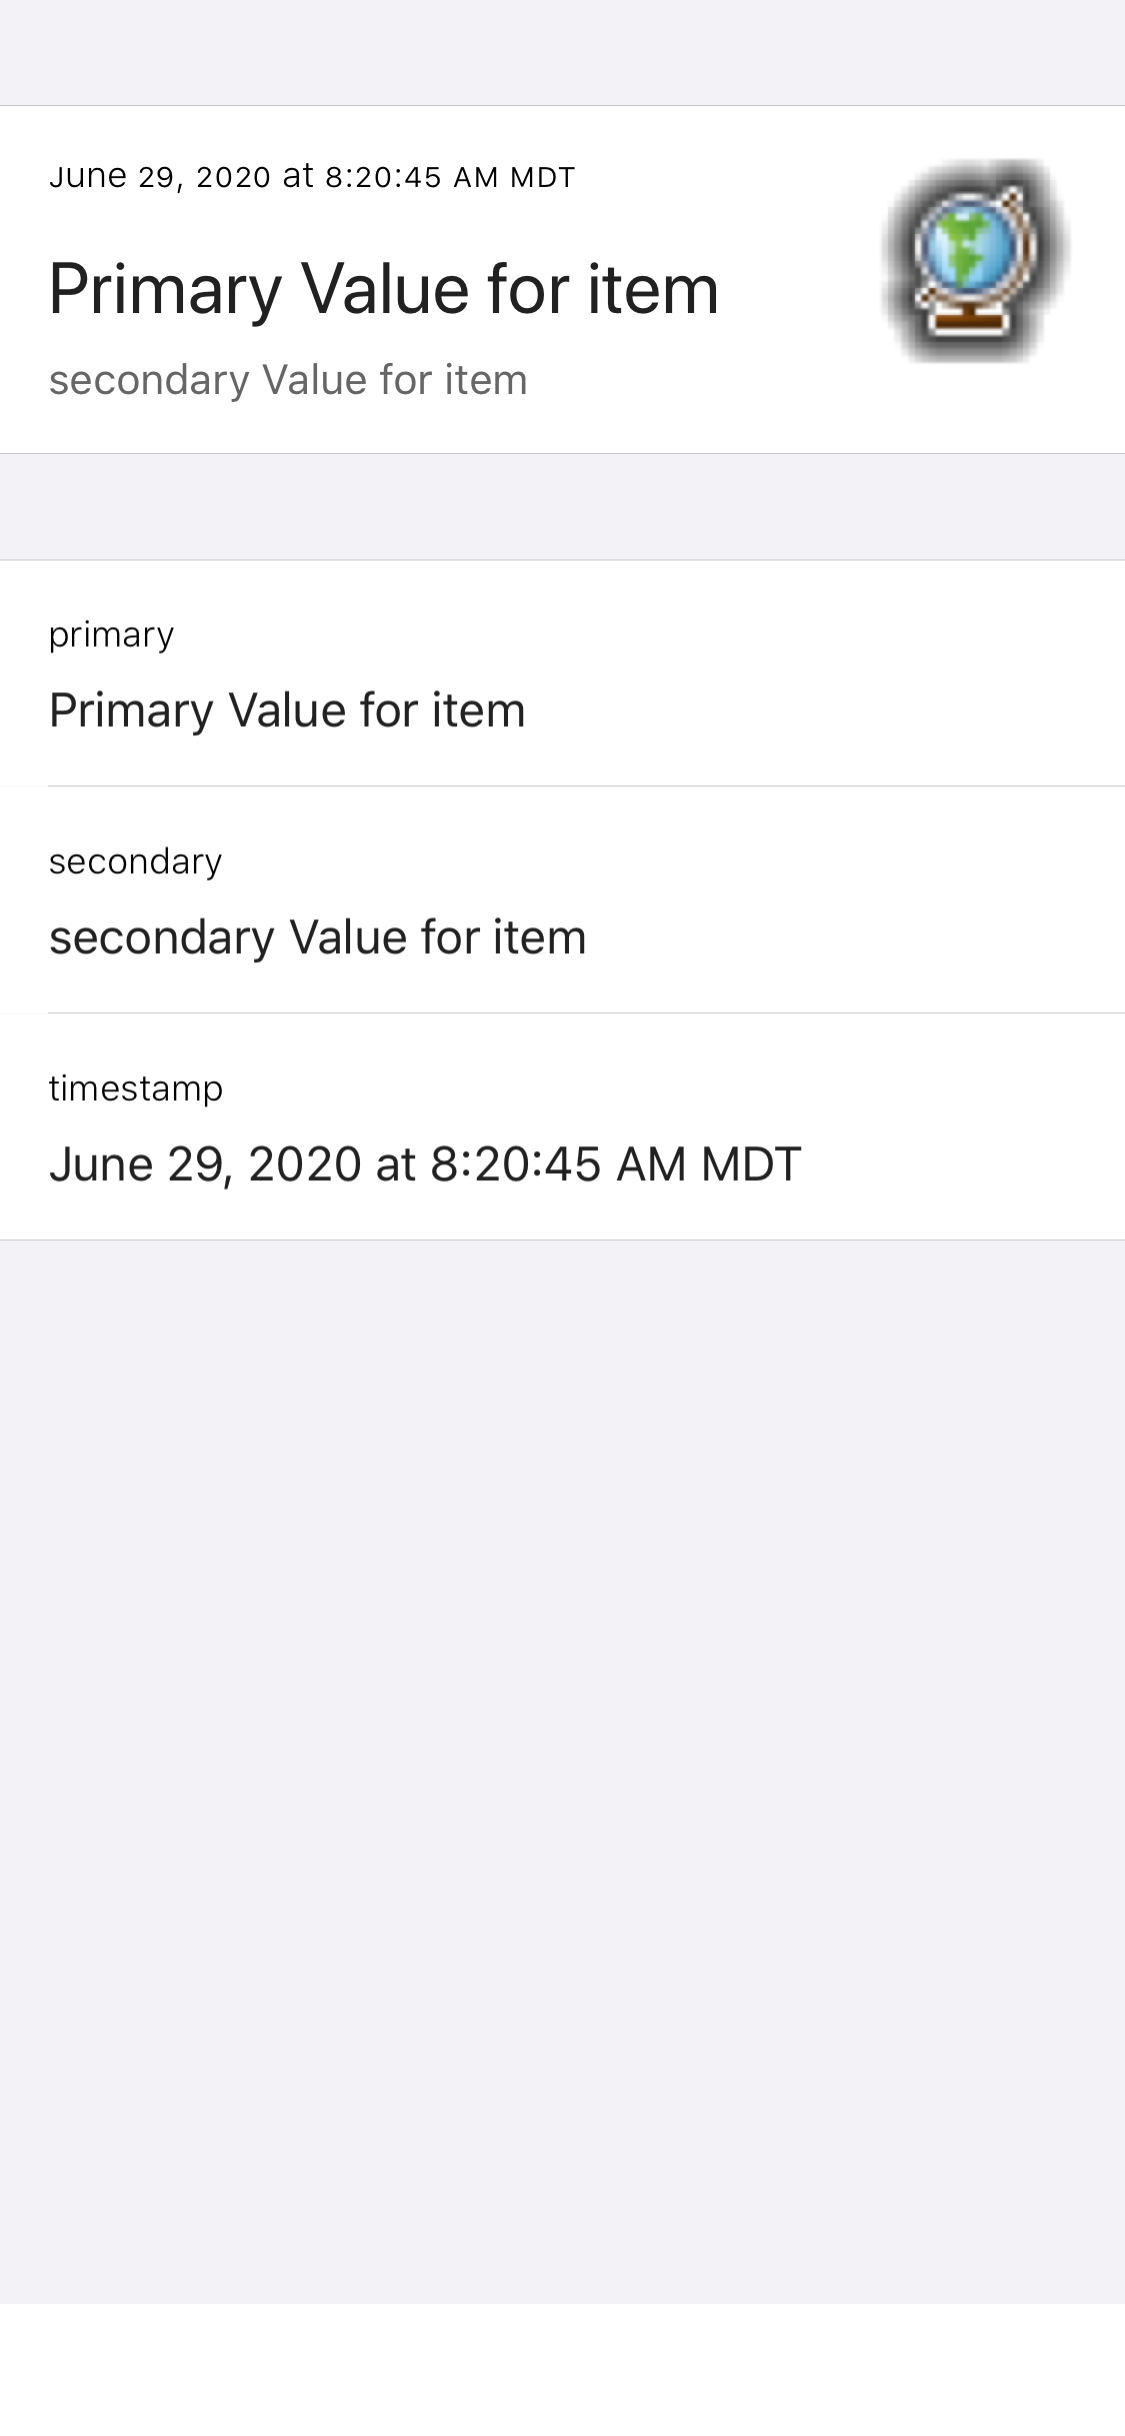 June 29, 2020 at 8:20:45 AM MDT
Primary Value for item
secondary Value for item
primary
Primary Value for item
secondary
secondary Value for item
timestamp
June 29, 2020 at 8:20:45 AM MDT